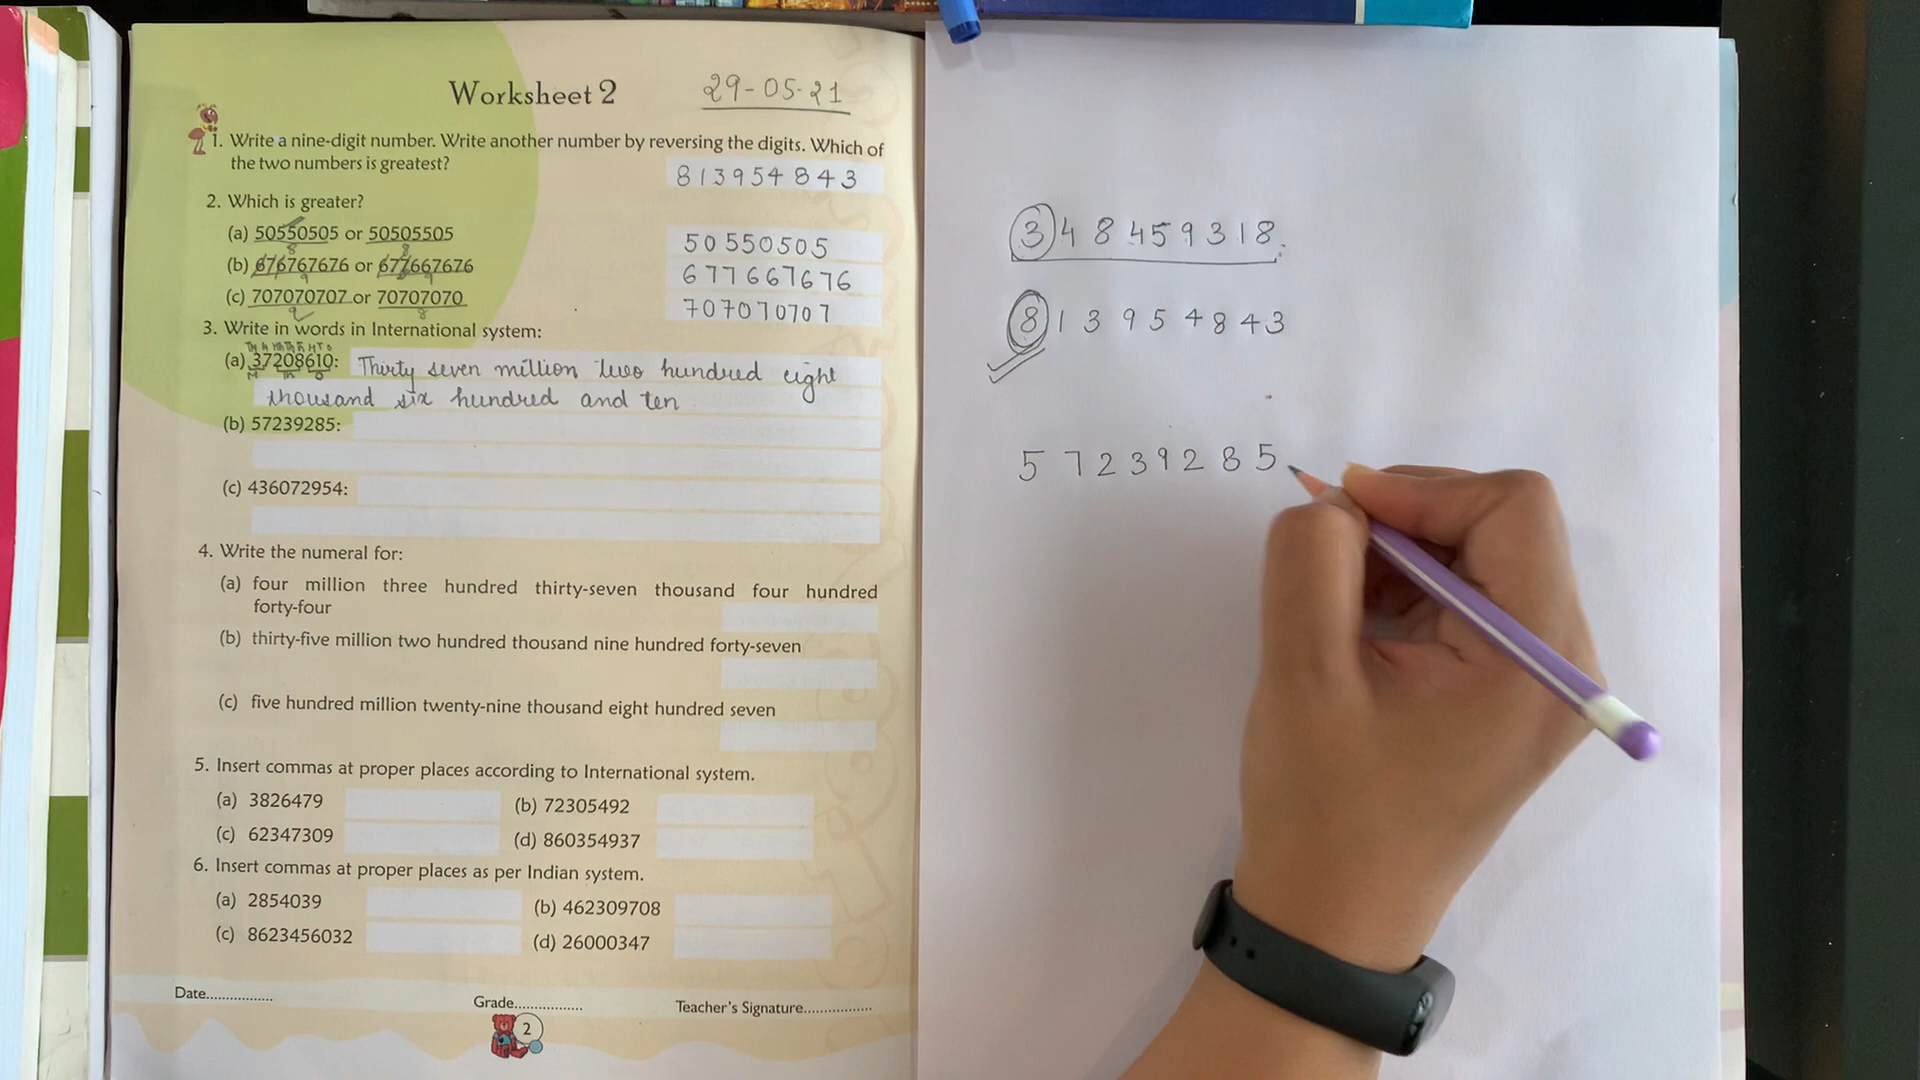 Worksheet 2
29-05-21
1. Write a nine-digit number. Write another number by reversing the digits. Which of
the two numbers is greatest?
813954843
2. Which is greater?
(a) 50550505 or 50505505
50550505
8 8
(b) 676767676 or 677667676
677667676
9 9
(c) 707070707 or 70707070
707070707
9 8
3. Write in words in International system:
(a) 37208610: Thirty seven million two hundred eight
M Th O
thousand six hundred and ten
(b) 57239285:
(c) 436072954:
4. Write the numeral for:
(a) four million three hundred thirty-seven thousand four hundred
forty-four
(b) thirty-five million two hundred thousand nine hundred forty-seven
(c) five hundred million twenty-nine thousand eight hundred seven
5. Insert commas at proper places according to International system.
(a) 3826479 (b) 72305492
(c) 62347309 (d) 860354937
6. Insert commas at proper places as per Indian system.
(a) 2854039 (b) 462309708
(c) 8623456032 (d) 26000347
Date................ Grade................ Teacher's Signature................
2
348459318
813954843
57239285